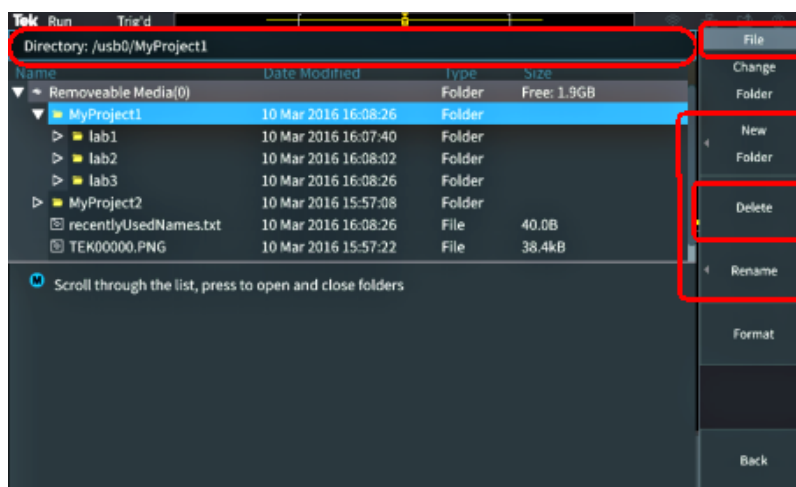 Tek Run Trig'd
Directory: /usb0/MyProject1
Name Date Modified Type Size
Removeable Media(0) Folder Free: 1.9GB
MyProject1 10 Mar 2016 16:08:26 Folder
lab1 10 Mar 2016 16:07:40 Folder
lab2 10 Mar 2016 16:08:02 Folder
lab3 10 Mar 2016 16:08:26 Folder
MyProject2 10 Mar 2016 15:57:08 Folder
recentlyUsedNames.txt 10 Mar 2016 16:08:26 File 40.0B
TEK00000.PNG 10 Mar 2016 15:57:22 File 38.4kB
M Scroll through the list, press to open and close folders
File
Change
Folder
New
Folder
Delete
Rename
Format
Back